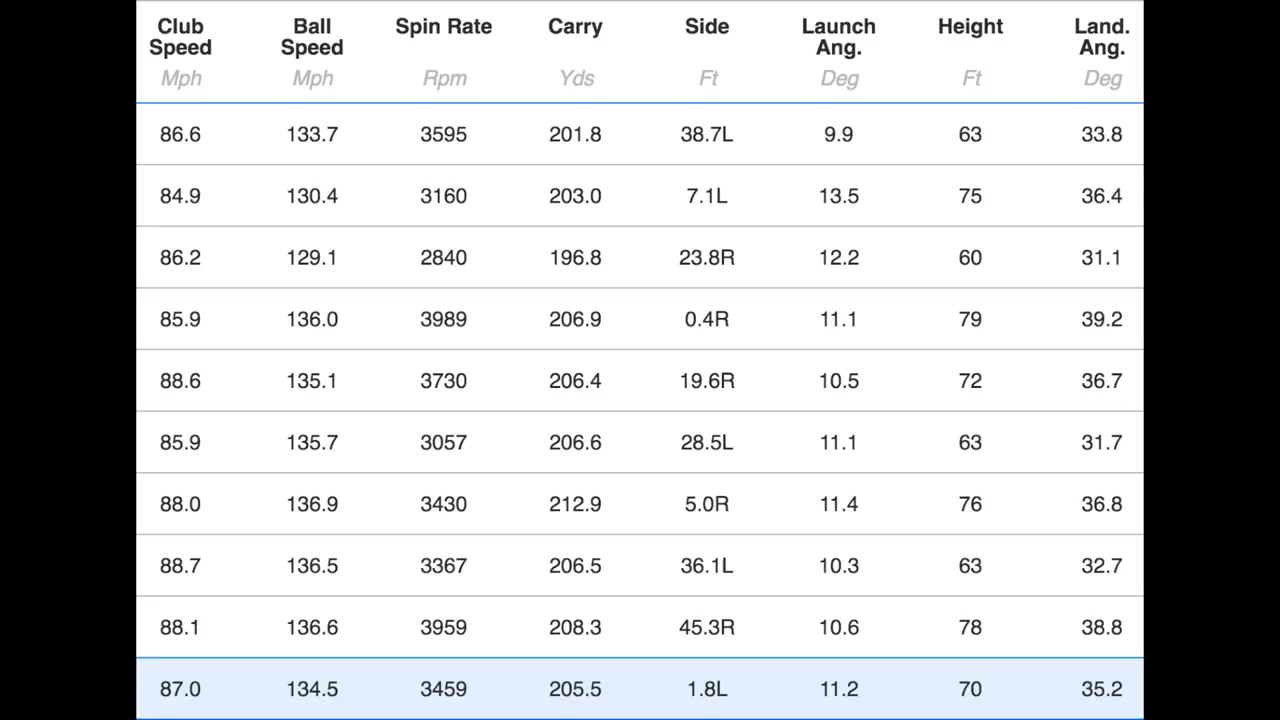 Club Speed Ball Speed Spin Rate Carry Side Launch Ang. Height Land. Ang.
Mph Mph Rpm Yds Ft Deg Ft Deg
86.6 133.7 3595 201.8 38.7L 9.9 63 33.8
84.9 130.4 3160 203.0 7.1L 13.5 75 36.4
86.2 129.1 2840 196.8 23.8R 12.2 60 31.1
85.9 136.0 3989 206.9 0.4R 11.1 79 39.2
88.6 135.1 3730 206.4 19.6R 10.5 72 36.7
85.9 135.7 3057 206.6 28.5L 11.1 63 31.7
88.0 136.9 3430 212.9 5.0R 11.4 76 36.8
88.7 136.5 3367 206.5 36.1L 10.3 63 32.7
88.1 136.6 3959 208.3 45.3R 10.6 78 38.8
87.0 134.5 3459 205.5 1.8L 11.2 70 35.2